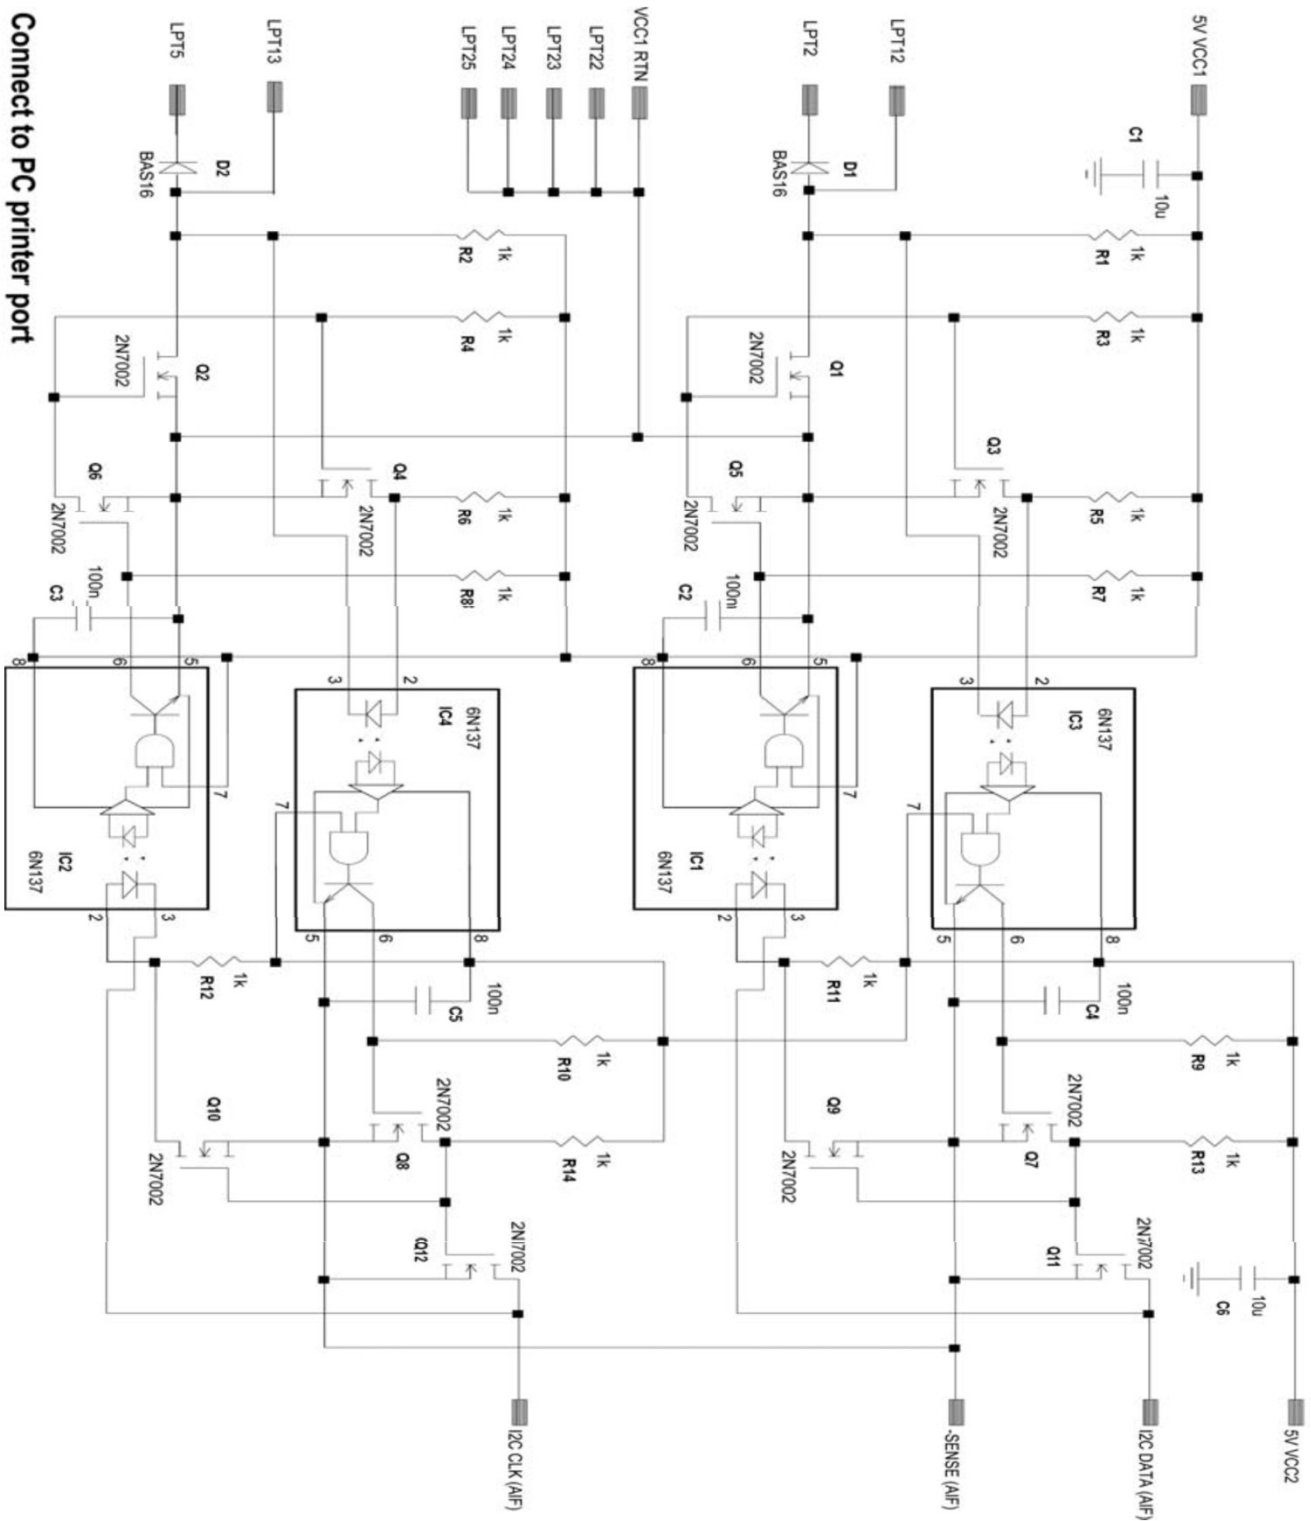 Connect to PC printer port
5V VCC1
LPT12
LPT2
VCC1 RTN
LPT22
LPT23
LPT24
LPT25
LPT13
LPT5
C1
10u
D1
BAS16
D2
BAS16
1k
R1
1k
R3
1k
R5
1k
R7
1k
R2
1k
R4
1k
R6
1k
R8
Q1
2N7002
Q3
2N7002
Q5
2N7002
Q2
2N7002
Q4
2N7002
Q6
2N7002
100n
C2
100n
C3
2
3
6N137
IC3
7
5
6
8
5
6
8
7
IC1
6N137
2
3
2
3
6N137
IC4
7
5
6
8
5
6
8
7
IC2
6N137
2
3
100n
C4
1k
R11
1k
R9
2N7002
Q7
1k
R13
Q9
2N7002
2N7002
Q11
10u
C6
100n
C5
1k
R12
1k
R10
2N7002
Q8
1k
R14
Q10
2N7002
2N7002
Q12
5V VCC2
I2C DATA (AIF)
-SENSE (AIF)
I2C CLK (AIF)